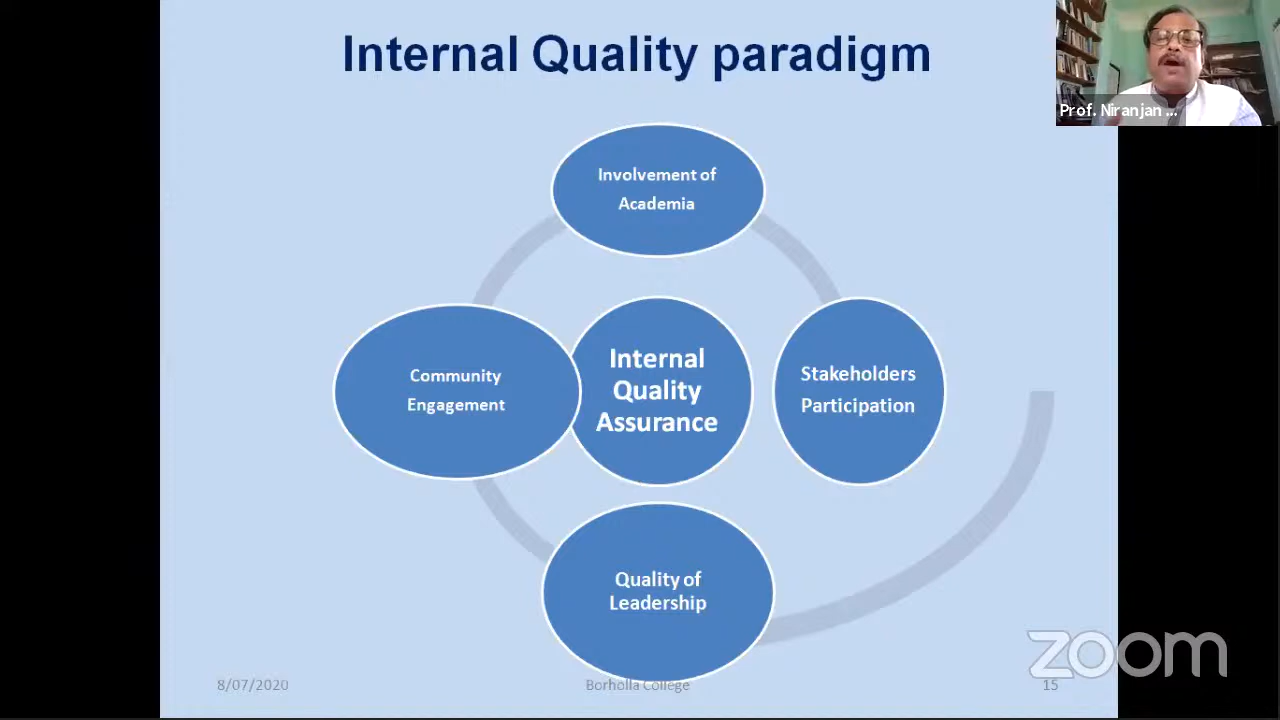 Internal Quality paradigm
Prof. Niranjan ...
Involvement of
Academia
Community
Engagement
Internal
Quality
Assurance
Stakeholders
Participation
Quality of
Leadership
zoom
8/07/2020
Borholla College
15